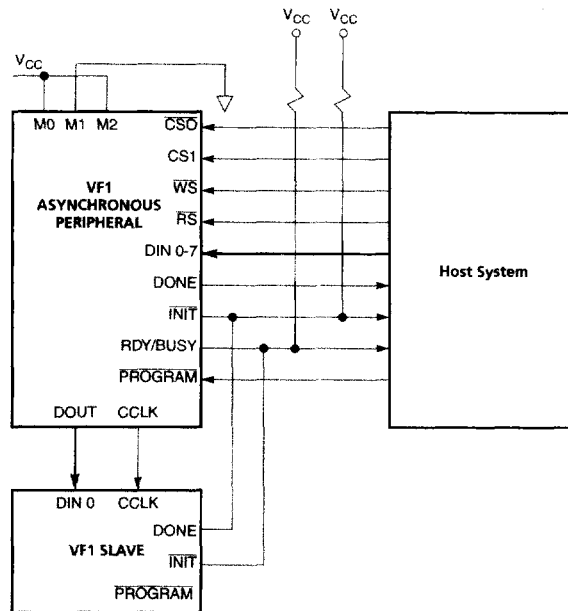 VCC VCC
VCC
M0 M1 M2
CSO
CS1
VF1
ASYNCHRONOUS
PERIPHERAL
WS
RS
DIN 0-7
DONE
INIT
RDY/BUSY
PROGRAM
DOUT CCLK
Host System
DIN 0 CCLK
DONE
VF1 SLAVE
INIT
PROGRAM